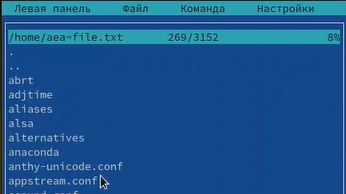 Левая панель Файл Команда Настройки
/home/aea~file.txt 269/3152 8%
.
..
abrt
adjtime
aliases
alsa
alternatives
anaconda
anthy-unicode.conf
appstream.conf